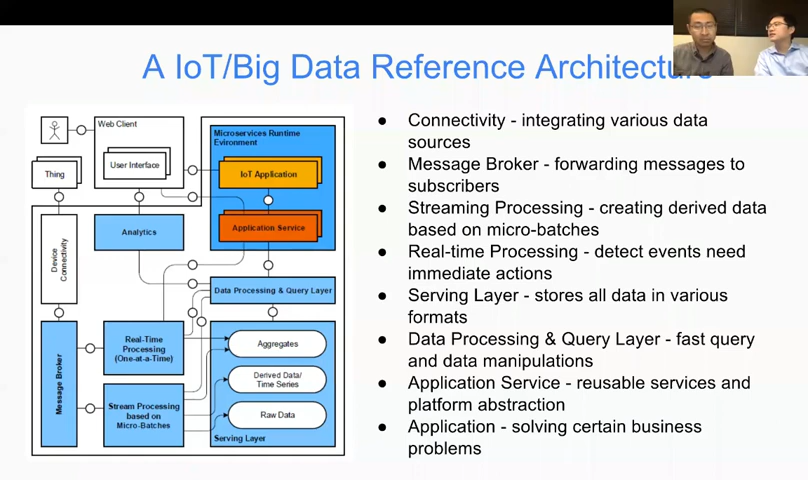 A IoT/Big Data Reference Architecture
Web Client
User Interface
Thing
Microservices Runtime
Evironment
IoT Application
Application Service
Analytics
Device
Connectivity
Data Processing & Query Layer
Message Broker
Real-Time
Processing
(One-at-a-Time)
Stream Processing
based on
Micro-Batches
Aggregates
Derived Data/
Time Series
Raw Data
Serving Layer
● Connectivity - integrating various data
sources
● Message Broker - forwarding messages to
subscribers
● Streaming Processing - creating derived data
based on micro-batches
● Real-time Processing - detect events need
immediate actions
● Serving Layer - stores all data in various
formats
● Data Processing & Query Layer - fast query
and data manipulations
● Application Service - reusable services and
platform abstraction
● Application - solving certain business
problems